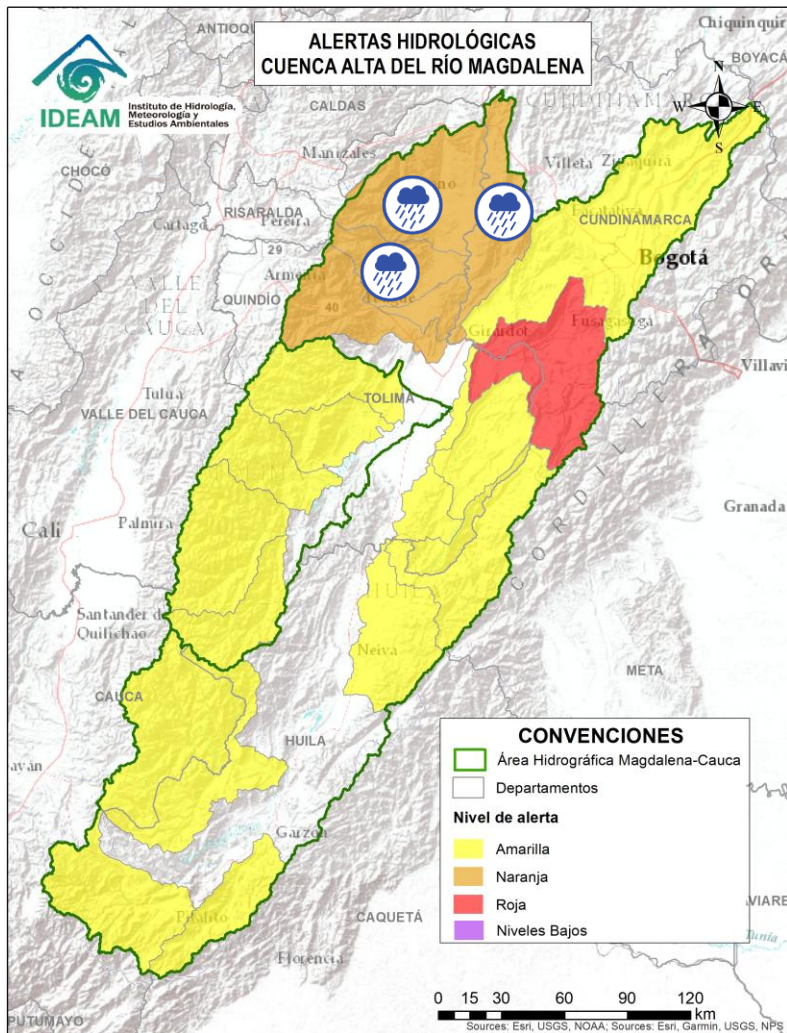 ALERTAS HIDROLÓGICAS
CUENCA ALTA DEL RÍO MAGDALENA
IDEAM
Instituto de Hidrología,
Meteorología y
Estudios Ambientales
Chiquinquir
BOYACÁ
CALDAS
N
W
E
S
Manizales
Villeta
CHOCÓ
RISARALDA
CUNDINAMARCA
Cartago
Pereira
29
Bogotá
Armenia
QUINDÍO
40
Girardot
Fusagasugá
Villavi
TOLIMA
Tuluá
VALLE DEL CAUCA
Granada
Cali
Palmira
CORDILLERA
Santander de
Quilichao
Neiva
META
CAUCA
HUILA
Garzón
Pitalito
CAQUETÁ
Florencia
PUTUMAYO
CONVENCIONES
Área Hidrográfica Magdalena-Cauca
Departamentos
Nivel de alerta
Amarilla
Naranja
Roja
Niveles Bajos
VIARE
0 15 30 60 90 120
km
Sources: Esri, USGS, NOAA; Sources: Esri, Garmin, USGS, NPS